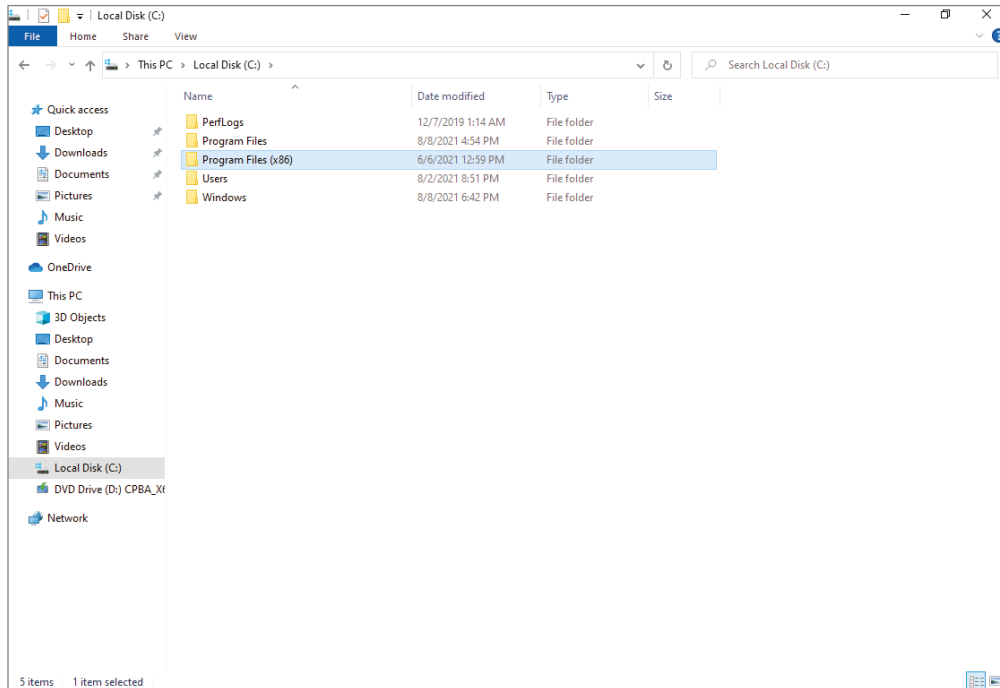 Local Disk (C:)
File Home Share View
This PC > Local Disk (C:) >
Search Local Disk (C:)
Name Date modified Type Size
PerfLogs 12/7/2019 1:14 AM File folder
Program Files 8/8/2021 4:54 PM File folder
Program Files (x86) 6/6/2021 12:59 PM File folder
Users 8/2/2021 8:51 PM File folder
Windows 8/8/2021 6:42 PM File folder
Quick access
Desktop
Downloads
Documents
Pictures
Music
Videos
OneDrive
This PC
3D Objects
Desktop
Documents
Downloads
Music
Pictures
Videos
Local Disk (C:)
DVD Drive (D:) CPBA_X6
Network
5 items 1 item selected